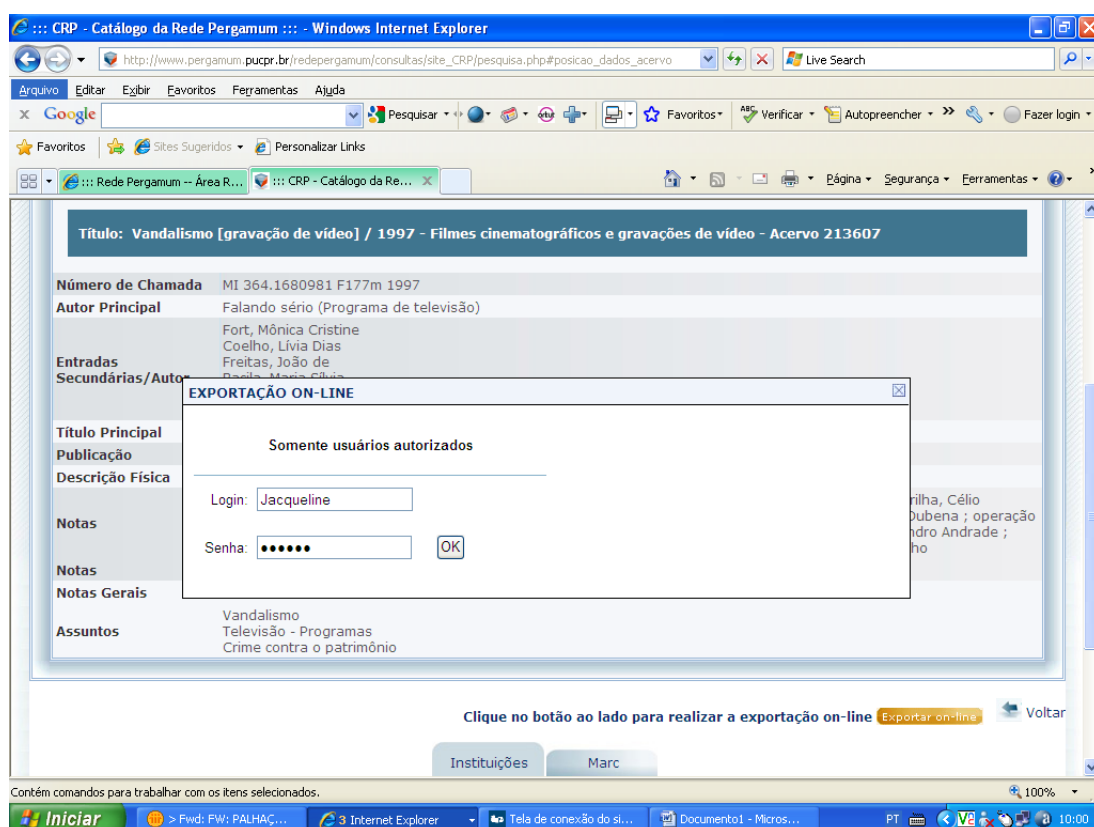 ::: CRP - Catálogo da Rede Pergamum ::: - Windows Internet Explorer
http://www.pergamum.pucpr.br/redepergamum/consultas/site_CRP/pesquisa.php#posicao_dados_acervo Live Search
Arquivo Editar Exibir Favoritos Ferramentas Ajuda
x Google Pesquisar Favoritos ABC Verificar Autopreencher >> Fazer login
Favoritos Sites Sugeridos Personalizar Links
::: Rede Pergamum -- Área R... ::: CRP - Catálogo da Re... X Página Segurança Ferramentas
Título: Vandalismo [gravação de vídeo] / 1997 - Filmes cinematográficos e gravações de vídeo - Acervo 213607
Número de Chamada MI 364.1680981 F177m 1997
Autor Principal Falando sério (Programa de televisão)
Fort, Mônica Cristine
Coelho, Lívia Dias
Entradas Freitas, João de
Secundárias/Autor
EXPORTAÇÃO ON-LINE
Título Principal Somente usuários autorizados
Publicação
Descrição Física
Login: Jacqueline rilha, Célio
Notas Dubena ; operação
ndro Andrade ;
Senha: •••••• OK ho
Notas
Notas Gerais
Vandalismo
Assuntos Televisão - Programas
Crime contra o patrimônio
Clique no botão ao lado para realizar a exportação on-line Exportar on-line Voltar
Instituições Marc
Contém comandos para trabalhar com os itens selecionados. 100%
Iniciar > Fwd: FW: PALHAÇ... 3 Internet Explorer Tela de conexão do si... Documento1 - Micros... PT 10:00